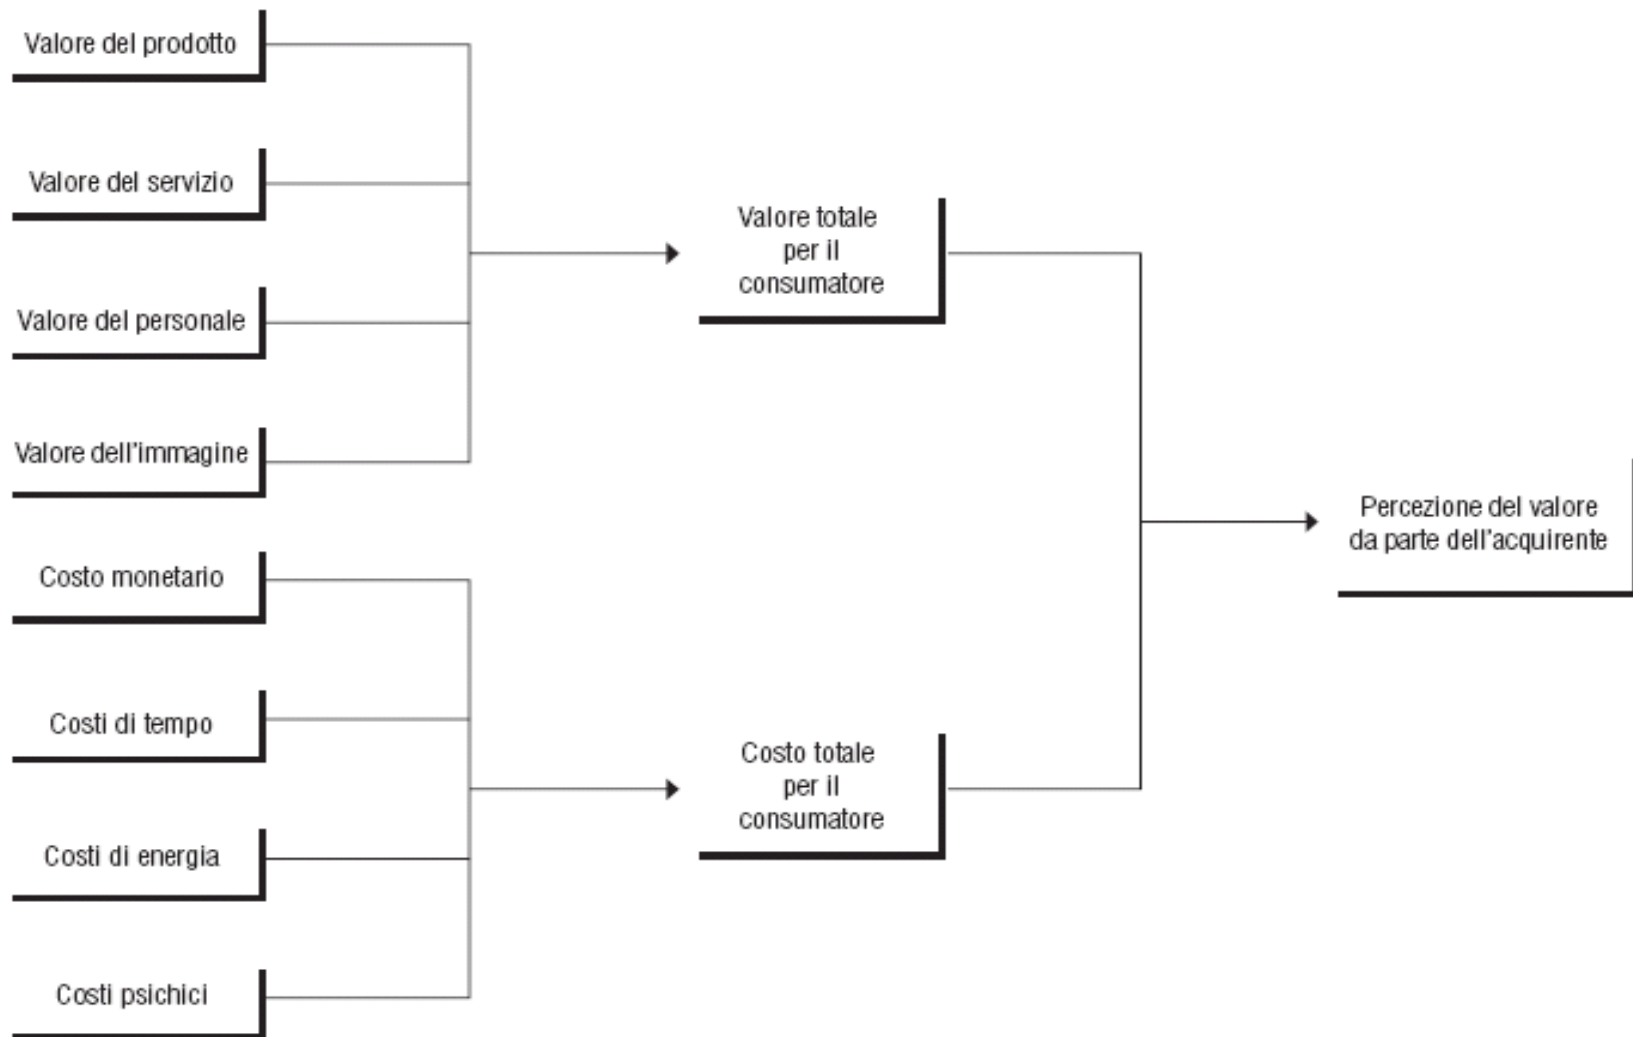 Valore del prodotto
Valore del servizio
Valore del personale
Valore dell'immagine
Costo monetario
Costi di tempo
Costi di energia
Costi psichici
Valore totale
per il
consumatore
Costo totale
per il
consumatore
Percezione del valore
da parte dell'acquirente